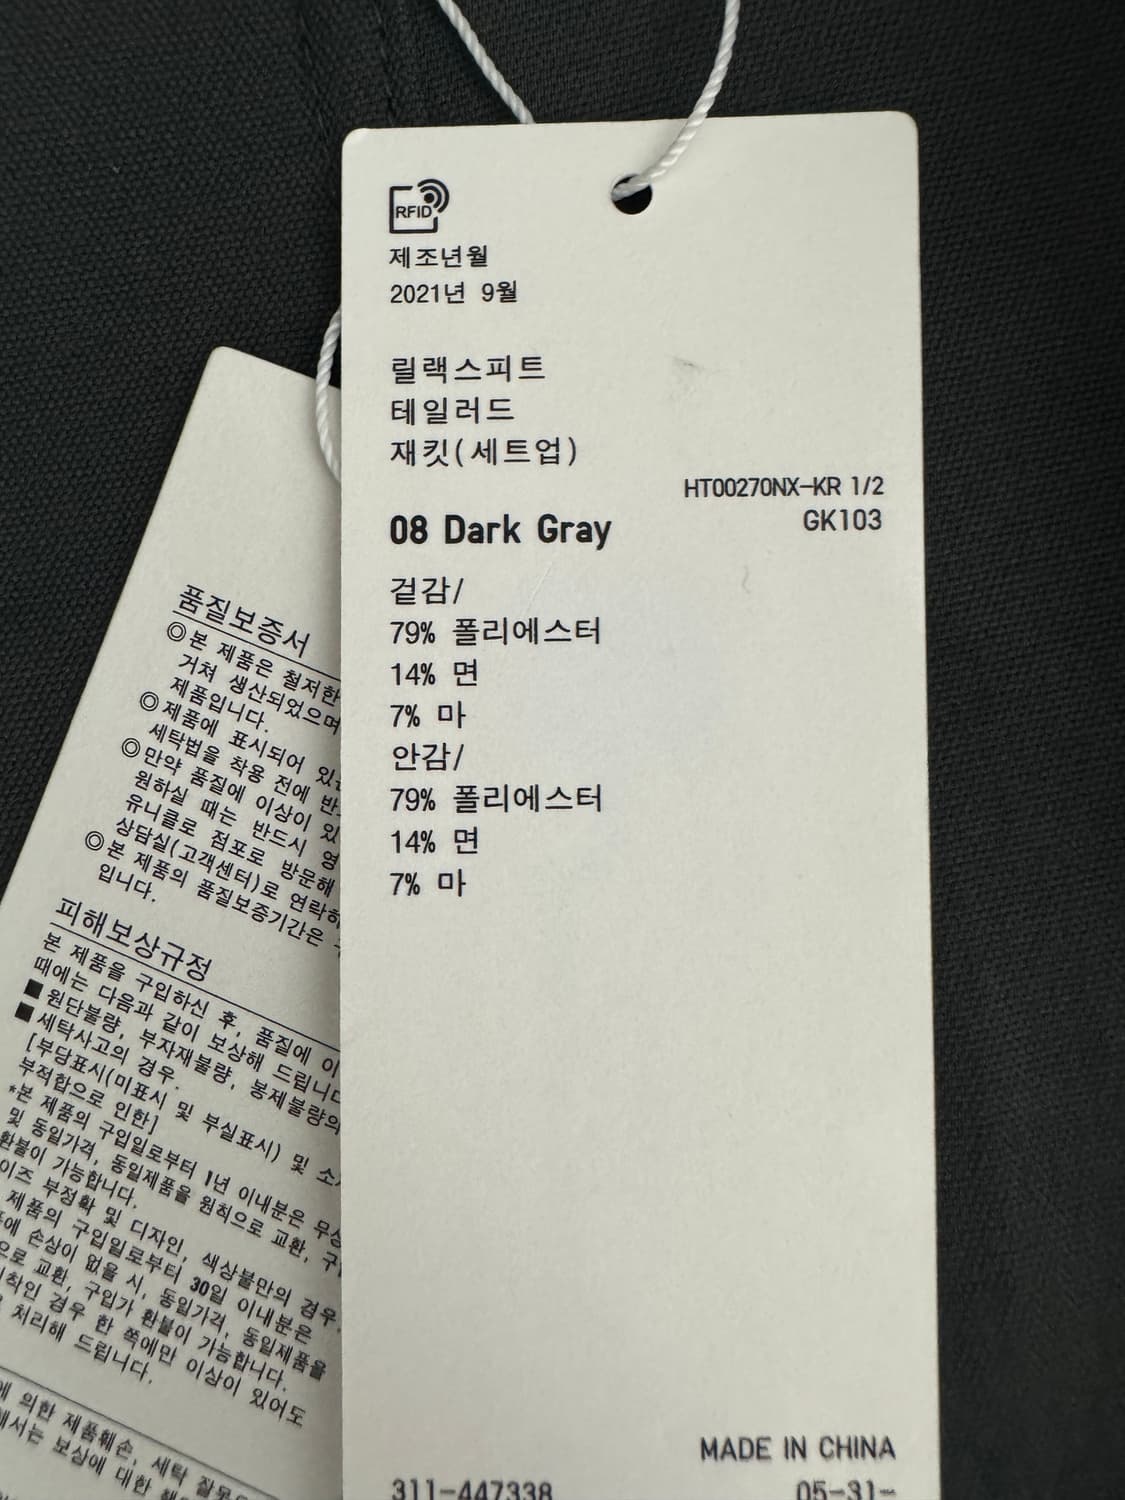 RFID
제조년월
2021년 9월
릴랙스피트
테일러드
재킷(세트업)
HT00270NX-KR 1/2
GK103
08 Dark Gray
겉감/
79% 폴리에스터
14% 면
7% 마
안감/
79% 폴리에스터
14% 면
7% 마
MADE IN CHINA
311-447338
05-31-
품질보증서
◎본 제품은 철저한
거쳐 생산되었으며
제품입니다.
◎제품에 표시되어
세탁법을 착용 전에
◎만약 품질에 이상이 있
원하실 때는 반드시 영
유니클로 점포로 방문해
상담실(고객센터)로 연락하
◎본 제품의 품질보증기간은
입니다.
피해보상규정
본 제품을 구입하신 후, 품질에 이
때에는 다음과 같이 보상해 드립니다
■원단불량, 부자재불량, 봉제불량의
■세탁사고의 경우.
[부당표시(미표시 및 부실표시) 및 소
부적합으로 인한]
*본 제품의 구입일로부터 1년 이내분은 무상
및 동일가격, 동일제품을 원칙으로 교환, 구
환불이 가능합니다.
이즈 부정확 및 디자인, 색상불만의 경우.
제품의 구입일로부터 30일 이내분은
에 손상이 없을 시, 동일가격, 동일제품을
으로 교환, 구입가 환불이 가능합니다.
착인 경우 한 쪽에만 이상이 있어도
처리해 드립니다.
에 의한 제품훼손, 세탁 잘못
해서는 보상에 대한